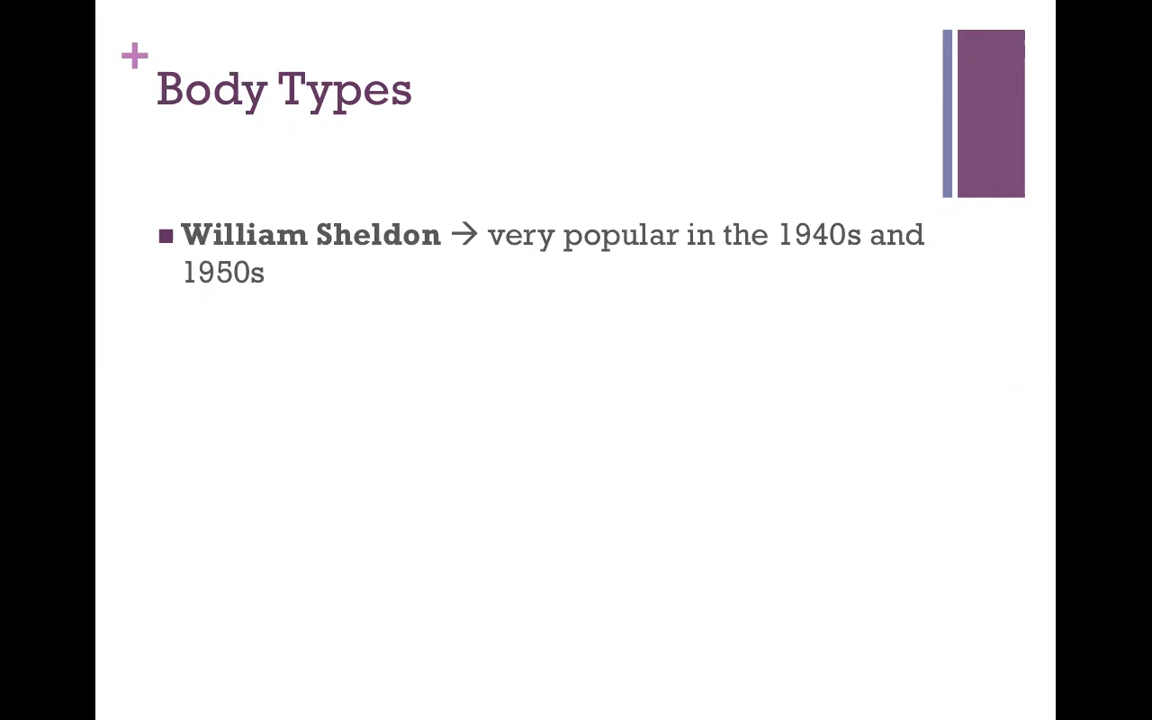 +
Body Types
■ William Sheldon → very popular in the 1940s and
1950s